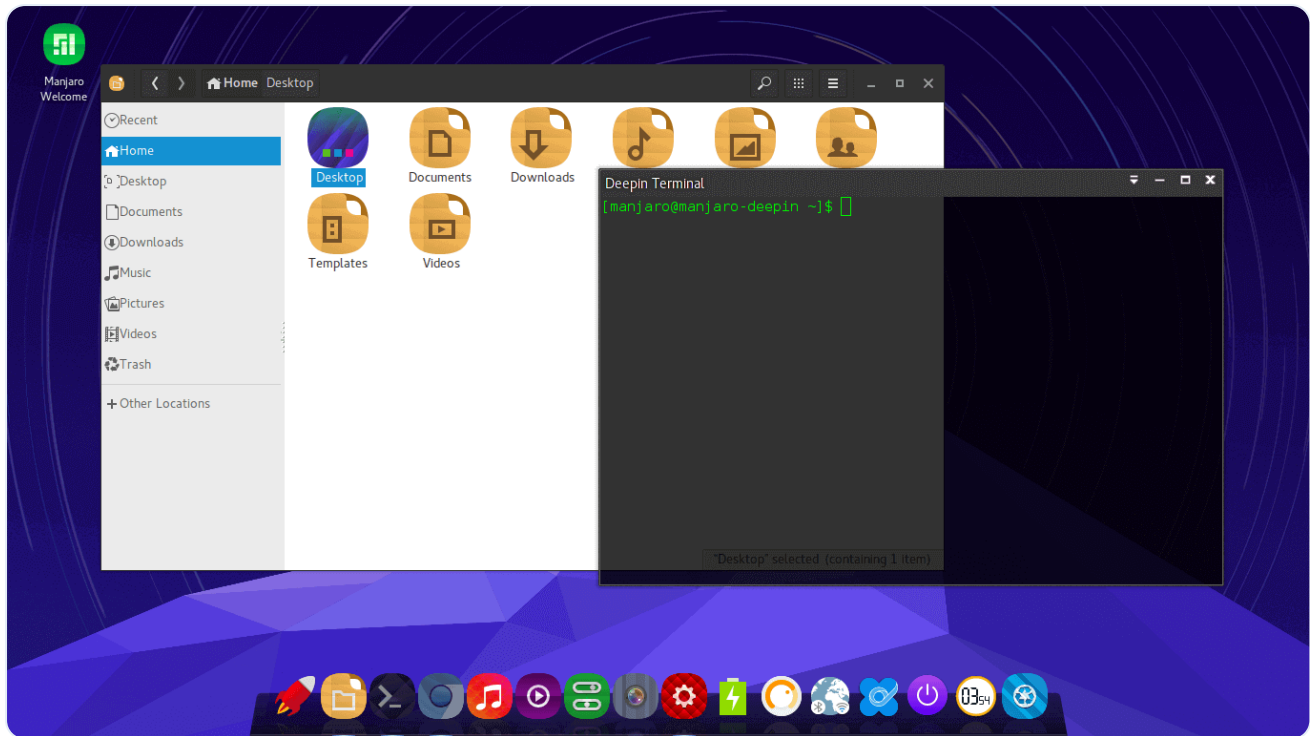 Manjaro
Welcome
Home Desktop
Recent
Home
Desktop
Documents
Downloads
Music
Pictures
Videos
Trash
+ Other Locations
Desktop
Documents
Downloads
Templates
Videos
Deepin Terminal
[manjaro@manjaro-deepin ~]$
"Desktop" selected (containing 1 item)
03 54